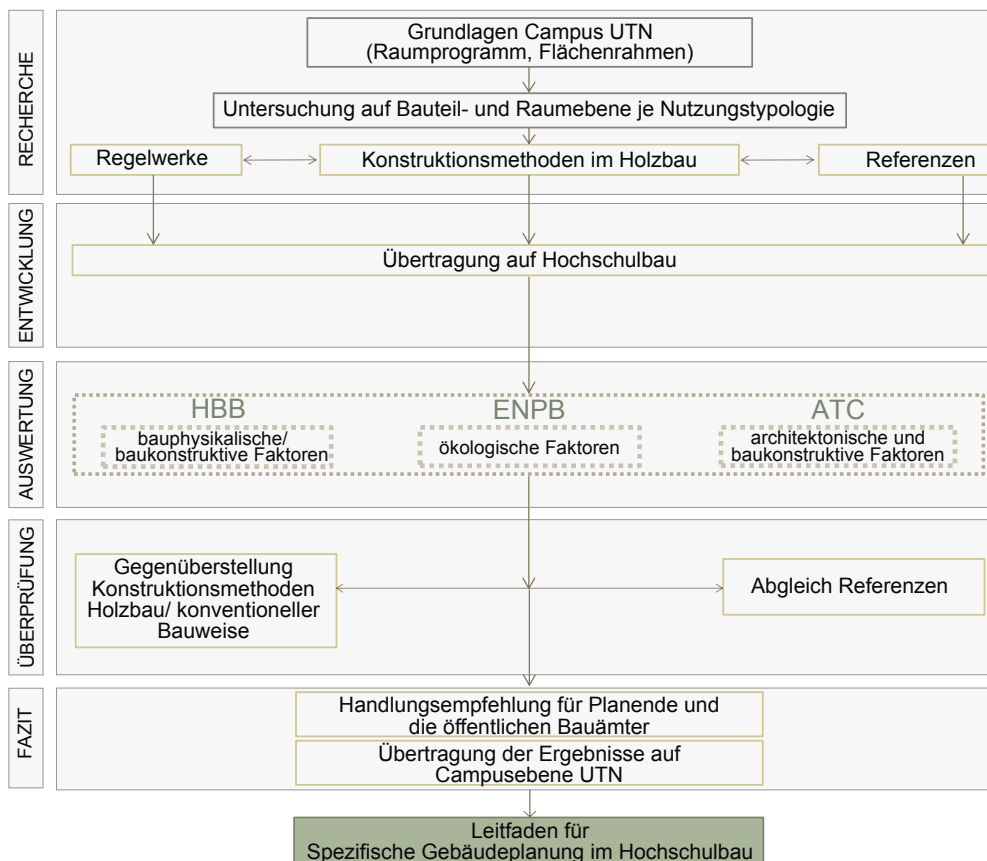 RECHERCHE
Grundlagen Campus UTN
(Raumprogramm, Flächenrahmen)
Untersuchung auf Bauteil- und Raumebene je Nutzungstypologie
Regelwerke
Konstruktionsmethoden im Holzbau
Referenzen
ENTWICKLUNG
Übertragung auf Hochschulbau
AUSWERTUNG
HBB
bauphysikalische/
baukonstruktive Faktoren
ENPB
ökologische Faktoren
ATC
architektonische und
baukonstruktive Faktoren
ÜBERPRÜFUNG
Gegenüberstellung
Konstruktionsmethoden
Holzbau/ konventioneller
Bauweise
Abgleich Referenzen
FAZIT
Handlungsempfehlung für Planende und
die öffentlichen Bauämter
Übertragung der Ergebnisse auf
Campusebene UTN
Leitfaden für
Spezifische Gebäudeplanung im Hochschulbau